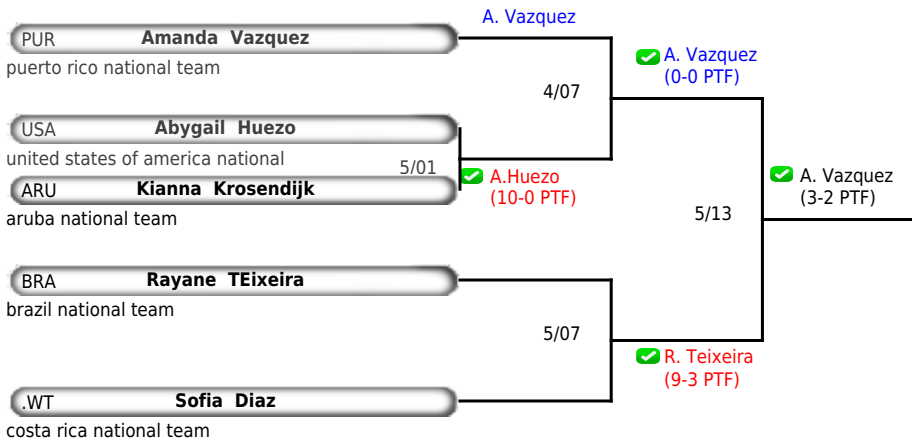 A. Vazquez
PUR Amanda Vazquez
puerto rico national team
A. Vazquez
(0-0 PTF)
4/07
USA Abygail Huezo
united states of america national
5/01
A.Huezo
(10-0 PTF)
ARU Kianna Krosendijk
aruba national team
A. Vazquez
(3-2 PTF)
5/13
BRA Rayane TEixeira
brazil national team
5/07
R. Teixeira
(9-3 PTF)
.WT Sofia Diaz
costa rica national team